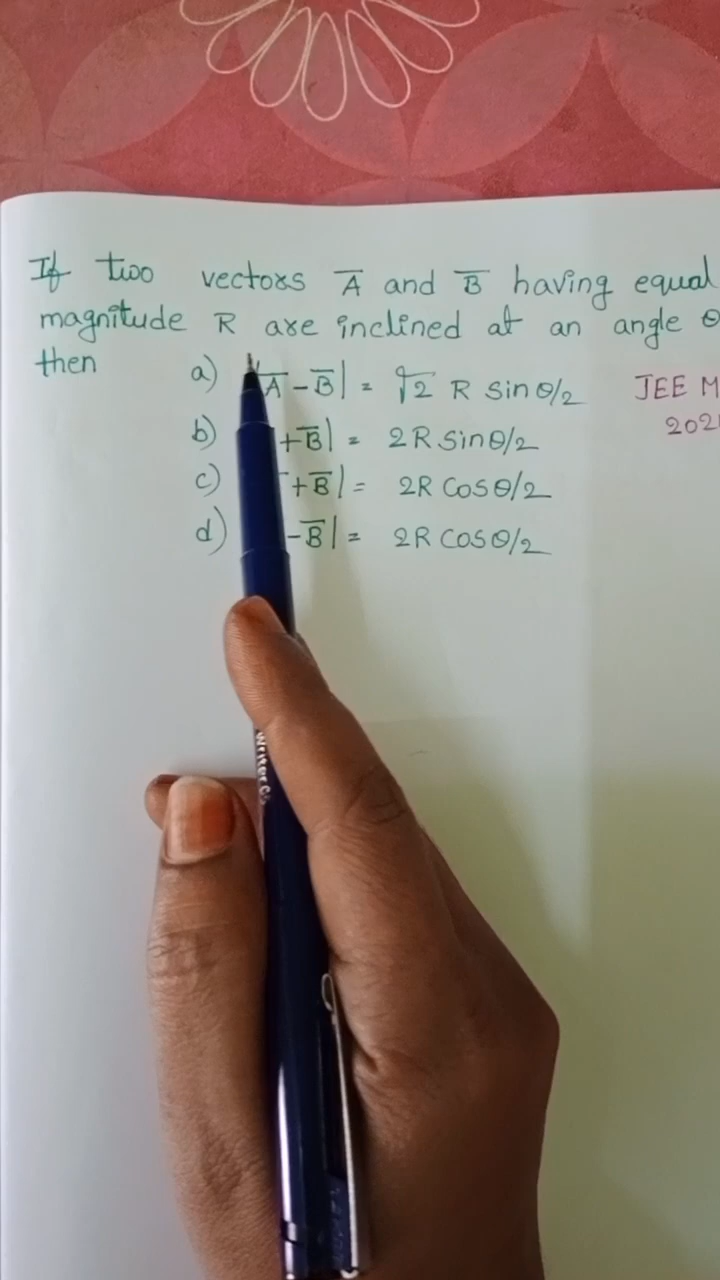 If two vectors A̅ and B̅ having equal
magnitude R are inclined at an angle θ
then
a) |A̅ - B̅| = √2 R Sin θ/2
JEE M
202
b) + B̅| = 2R Sin θ/2
c) + B̅| = 2R Cos θ/2
d) - B̅| = 2R COS θ/2
Writer